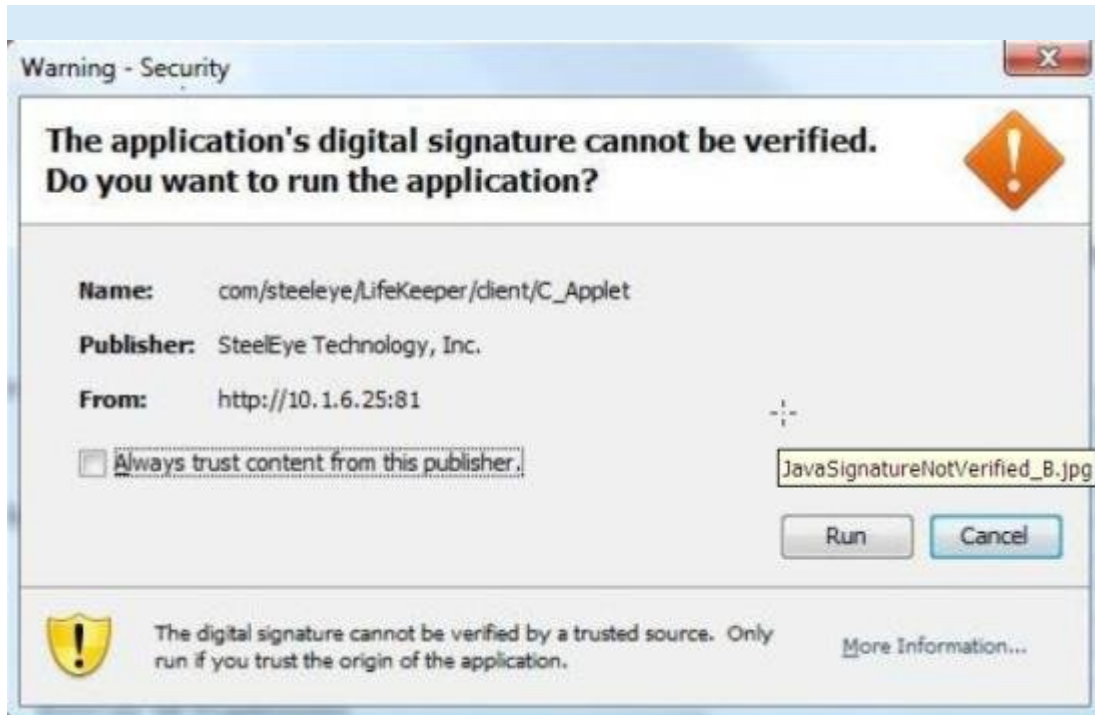 Warning - Security
The application's digital signature cannot be verified.
Do you want to run the application?
Name: com/steeleye/LifeKeeper/client/C_Applet
Publisher: SteelEye Technology, Inc.
From: http://10.1.6.25:81
Always trust content from this publisher.
JavaSignatureNotVerified_B.jpg
Run Cancel
The digital signature cannot be verified by a trusted source. Only
run if you trust the origin of the application.
More Information...